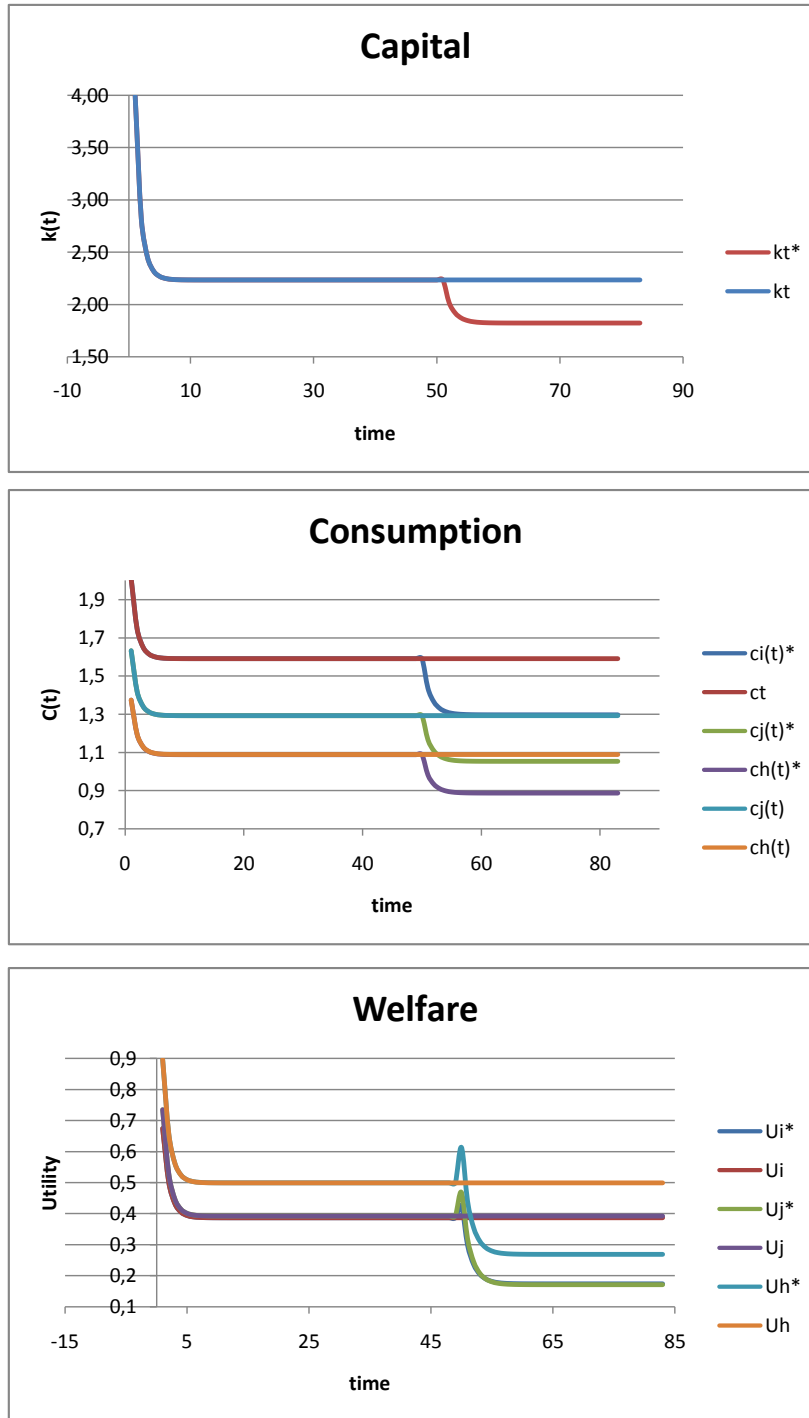 Capital
4,00
3,50
3,00
2,50
2,00
1,50
k(t)
-10 10 30 50 70 90
time
kt*
kt
Consumption
1,9
1,7
1,5
1,3
1,1
0,9
0,7
C(t)
0 20 40 60 80
time
ci(t)*
ct
cj(t)*
ch(t)*
cj(t)
ch(t)
Welfare
0,9
0,8
0,7
0,6
0,5
0,4
0,3
0,2
0,1
Utility
-15 5 25 45 65 85
time
Ui*
Ui
Uj*
Uj
Uh*
Uh